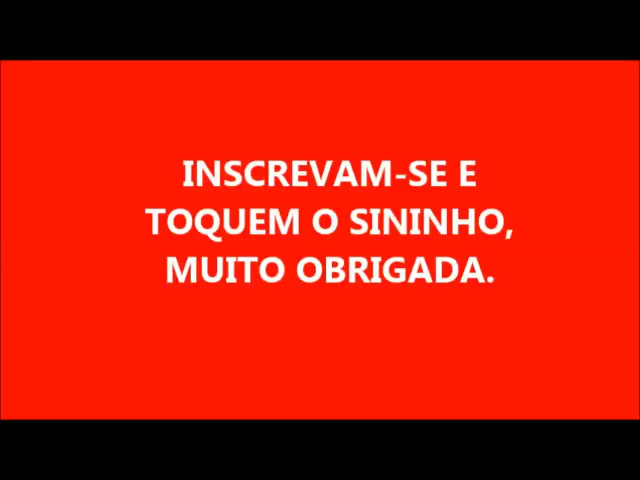 INSCREVAM-SE E
TOQUEM O SININHO,
MUITO OBRIGADA.